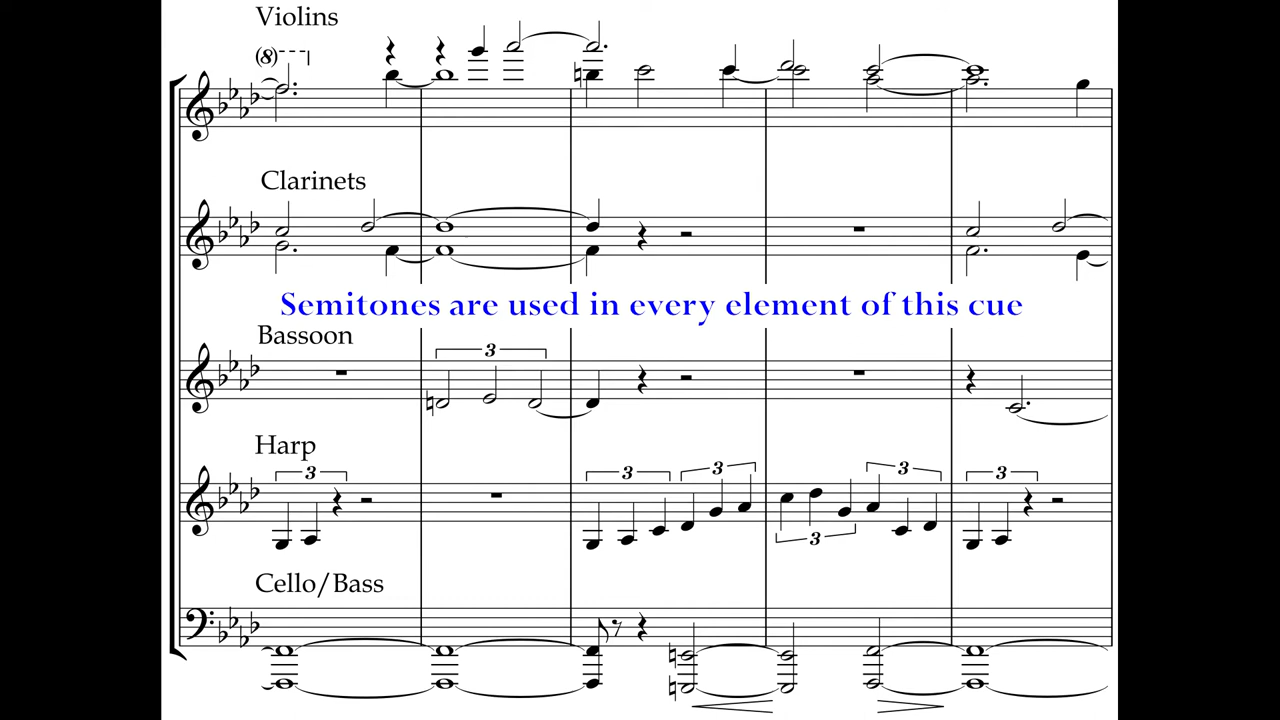 Violins
(8)
Clarinets
Semitones are used in every element of this cue
Bassoon
3
Harp
3
3
3
3
3
3
Cello/Bass